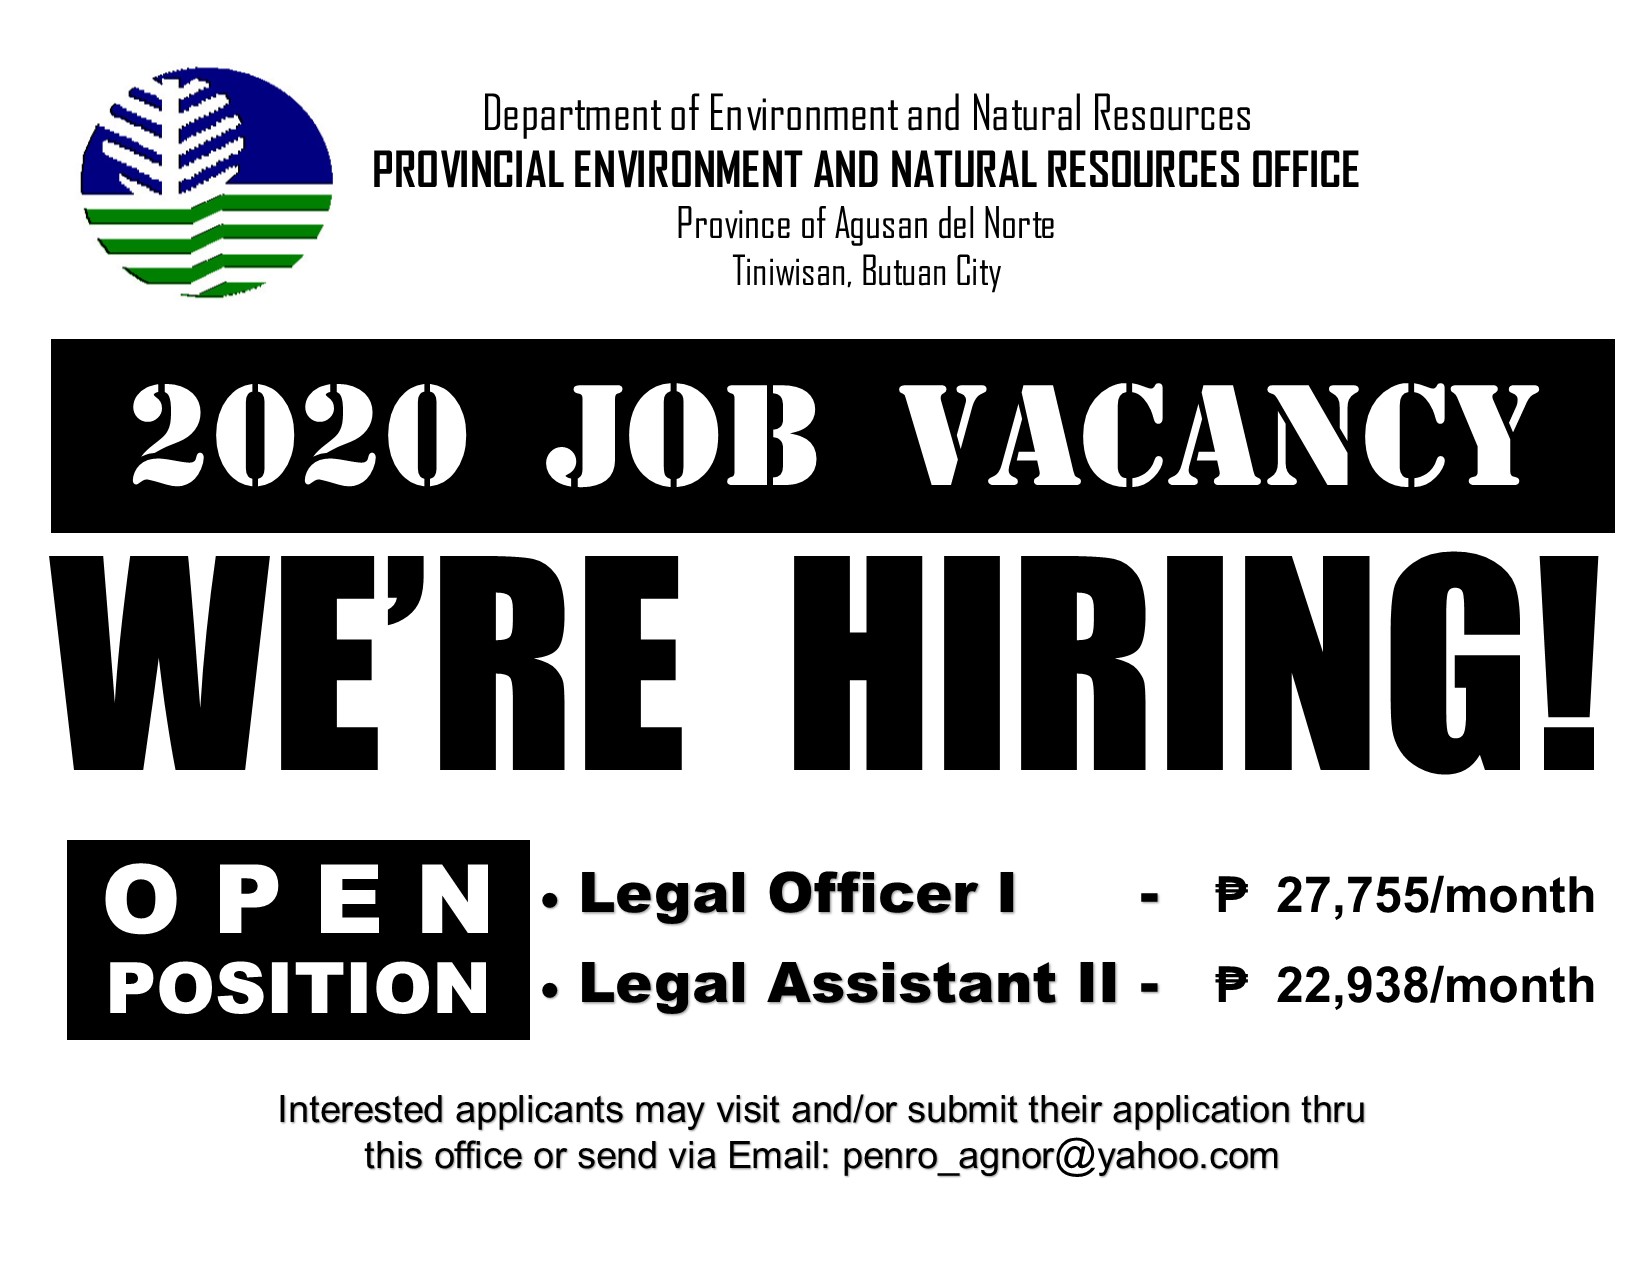 Department of Environment and Natural Resources
PROVINCIAL ENVIRONMENT AND NATURAL RESOURCES OFFICE
Province of Agusan del Norte
Tiniwisan, Butuan City
2020 JOB VACANCY
WE’RE HIRING!
OPEN
POSITION
• Legal Officer I - ₱ 27,755/month
• Legal Assistant II - ₱ 22,938/month
Interested applicants may visit and/or submit their application thru
this office or send via Email: penro_agnor@yahoo.com